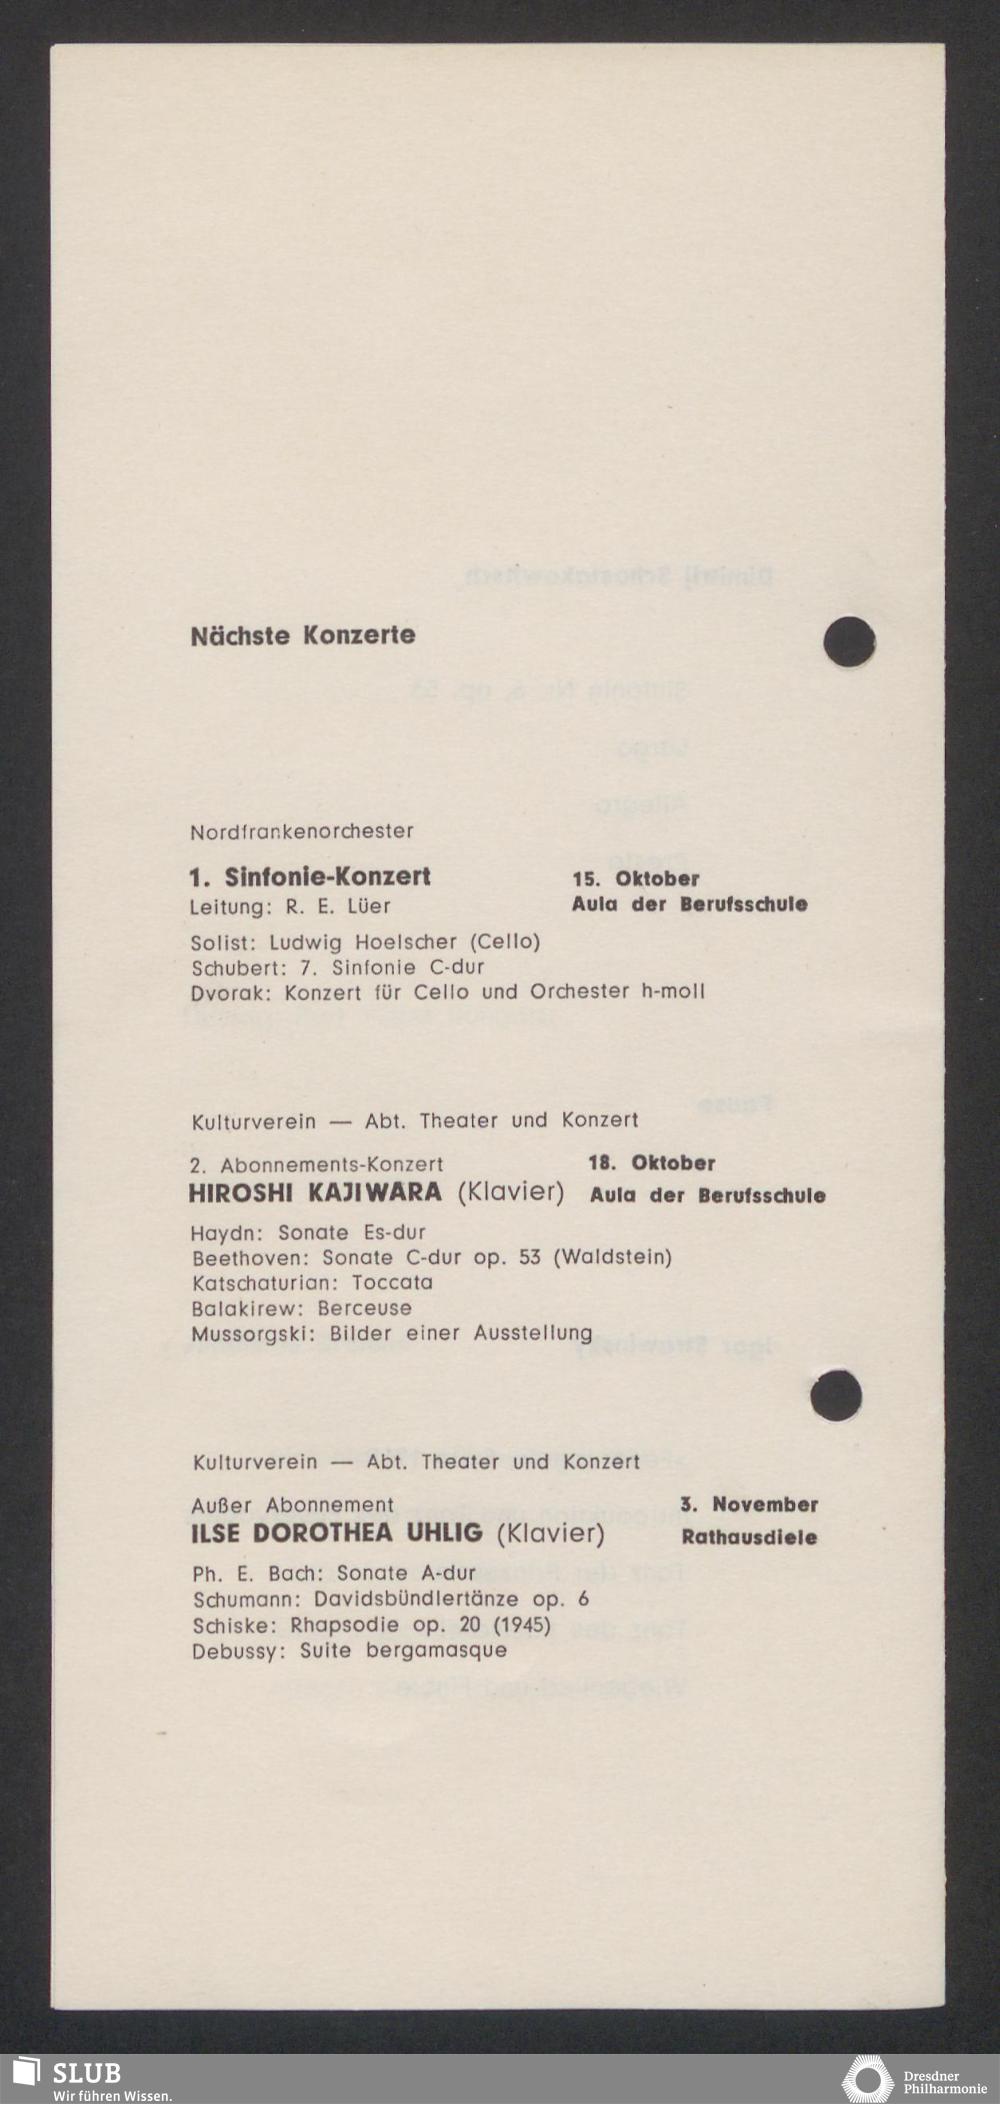 Nächste Konzerte
Nordfrankenorchester
1. Sinfonie-Konzert 15. Oktober
Leitung: R. E. Lüer Aula der Berufsschule
Solist: Ludwig Hoelscher (Cello)
Schubert: 7. Sinfonie C-dur
Dvorak: Konzert für Cello und Orchester h-moll
Kulturverein — Abt. Theater und Konzert
2. Abonnements-Konzert 18. Oktober
HIROSHI KAJIWARA (Klavier) Aula der Berufsschule
Haydn: Sonate Es-dur
Beethoven: Sonate C-dur op. 53 (Waldstein)
Katschaturian: Toccata
Balakirew: Berceuse
Mussorgski: Bilder einer Ausstellung
Kulturverein — Abt. Theater und Konzert
Außer Abonnement 3. November
ILSE DOROTHEA UHLIG (Klavier) Rathausdiele
Ph. E. Bach: Sonate A-dur
Schumann: Davidsbündlertänze op. 6
Schiske: Rhapsodie op. 20 (1945)
Debussy: Suite bergamasque
SLUB
Wir führen Wissen.
Dresdner
Philharmonie